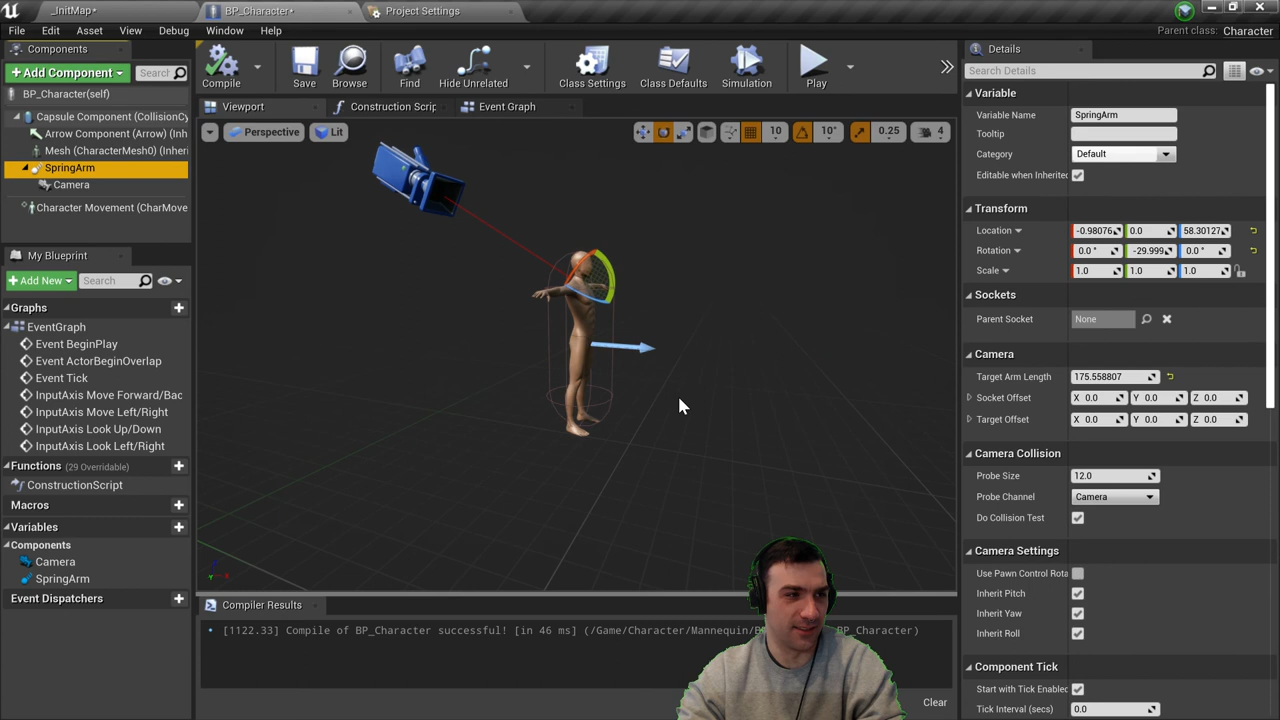 _InitMap*
BP_Character*
Project Settings
File Edit Asset View Debug Window Help
Parent class: Character
Components
+ Add Component
Search
BP_Character(self)
Capsule Component (CollisionCy
Arrow Component (Arrow) (Inh
Mesh (CharacterMesh0) (Inheri
SpringArm
Camera
Character Movement (CharMove
My Blueprint
+ Add New
Search
Graphs
EventGraph
Event BeginPlay
Event ActorBeginOverlap
Event Tick
InputAxis Move Forward/Bac
InputAxis Move Left/Right
InputAxis Look Up/Down
InputAxis Look Left/Right
Functions (29 Overridable)
ConstructionScript
Macros
Variables
Components
Camera
SpringArm
Event Dispatchers
Compile
Save
Browse
Find
Hide Unrelated
Class Settings
Class Defaults
Simulation
Play
Viewport
Construction Scrip
Event Graph
Perspective
Lit
10
10°
0.25
4
Compiler Results
[1122.33] Compile of BP_Character successful! [in 46 ms] (/Game/Character/Mannequin/B
P_Character)
Clear
Details
Search Details
Variable
Variable Name SpringArm
Tooltip
Category Default
Editable when Inherited
Transform
Location -0.98076 0.0 58.30127
Rotation 0.0 ° -29.999 0.0 °
Scale 1.0 1.0 1.0
Sockets
Parent Socket None
Camera
Target Arm Length 175.558807
Socket Offset X 0.0 Y 0.0 Z 0.0
Target Offset X 0.0 Y 0.0 Z 0.0
Camera Collision
Probe Size 12.0
Probe Channel Camera
Do Collision Test
Camera Settings
Use Pawn Control Rota
Inherit Pitch
Inherit Yaw
Inherit Roll
Component Tick
Start with Tick Enabled
Tick Interval (secs) 0.0